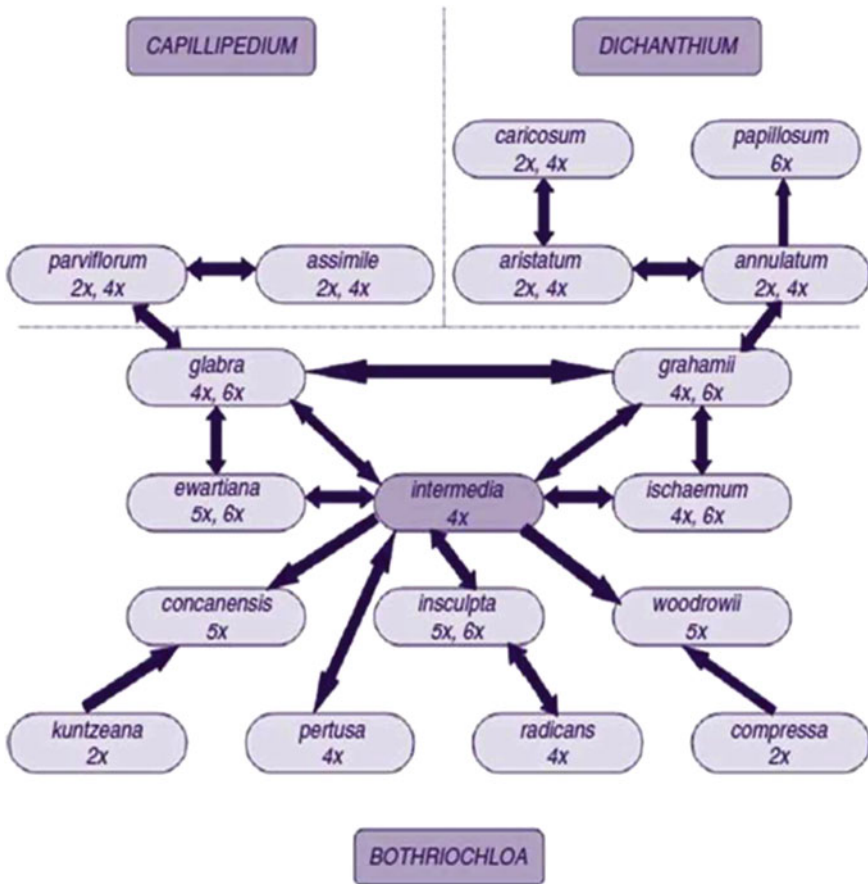 CAPILLIPEDIUM
DICHANTHIUM
caricosum
2x, 4x
papillosum
6x
parviflorum
2x, 4x
assimile
2x, 4x
aristatum
2x, 4x
annulatum
2x, 4x
glabra
4x, 6x
grahamii
4x, 6x
ewartiana
5x, 6x
intermedia
4x
ischaemum
4x, 6x
concanensis
5x
insculpta
5x, 6x
woodrowii
5x
kuntzeana
2x
pertusa
4x
radicans
4x
compressa
2x
BOTHRIOCHLOA